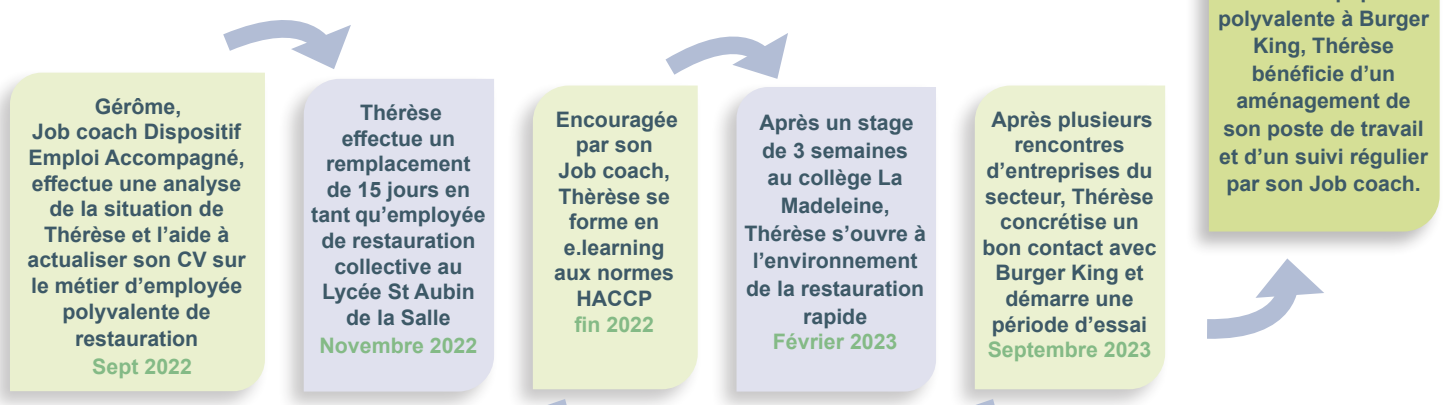 Gérôme,
Job coach Dispositif
Emploi Accompagné,
effectue une analyse
de la situation de
Thérèse et l’aide à
actualiser son CV sur
le métier d’employée
polyvalente de
restauration
Sept 2022
Thérèse
effectue un
remplacement
de 15 jours en
tant qu’employée
de restauration
collective au
Lycée St Aubin
de la Salle
Novembre 2022
Encouragée
par son
Job coach,
Thèrèse se
forme en
e.learning
aux normes
HACCP
fin 2022
Après un stage
de 3 semaines
au collège La
Madeleine,
Thérèse s’ouvre à
l’environnement
de la restauration
rapide
Février 2023
Après plusieurs
rencontres
d’entreprises du
secteur, Thérèse
concrétise un
bon contact avec
Burger King et
démarre une
période d’essai
Septembre 2023
polyvalente à Burger
King, Thérèse
bénéficie d’un
aménagement de
son poste de travail
et d’un suivi régulier
par son Job coach.